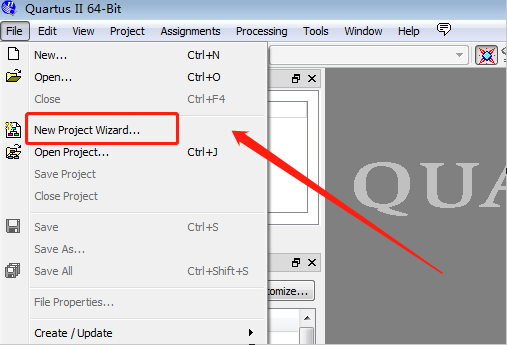 Quartus II 64-Bit
File Edit View Project Assignments Processing Tools Window Help
New... Ctrl+N
Open... Ctrl+O
Close Ctrl+F4
New Project Wizard...
Open Project... Ctrl+J
Save Project
Close Project
Save Ctrl+S
Save As...
Save All Ctrl+Shift+S
File Properties...
Create / Update
tomize...
QUA